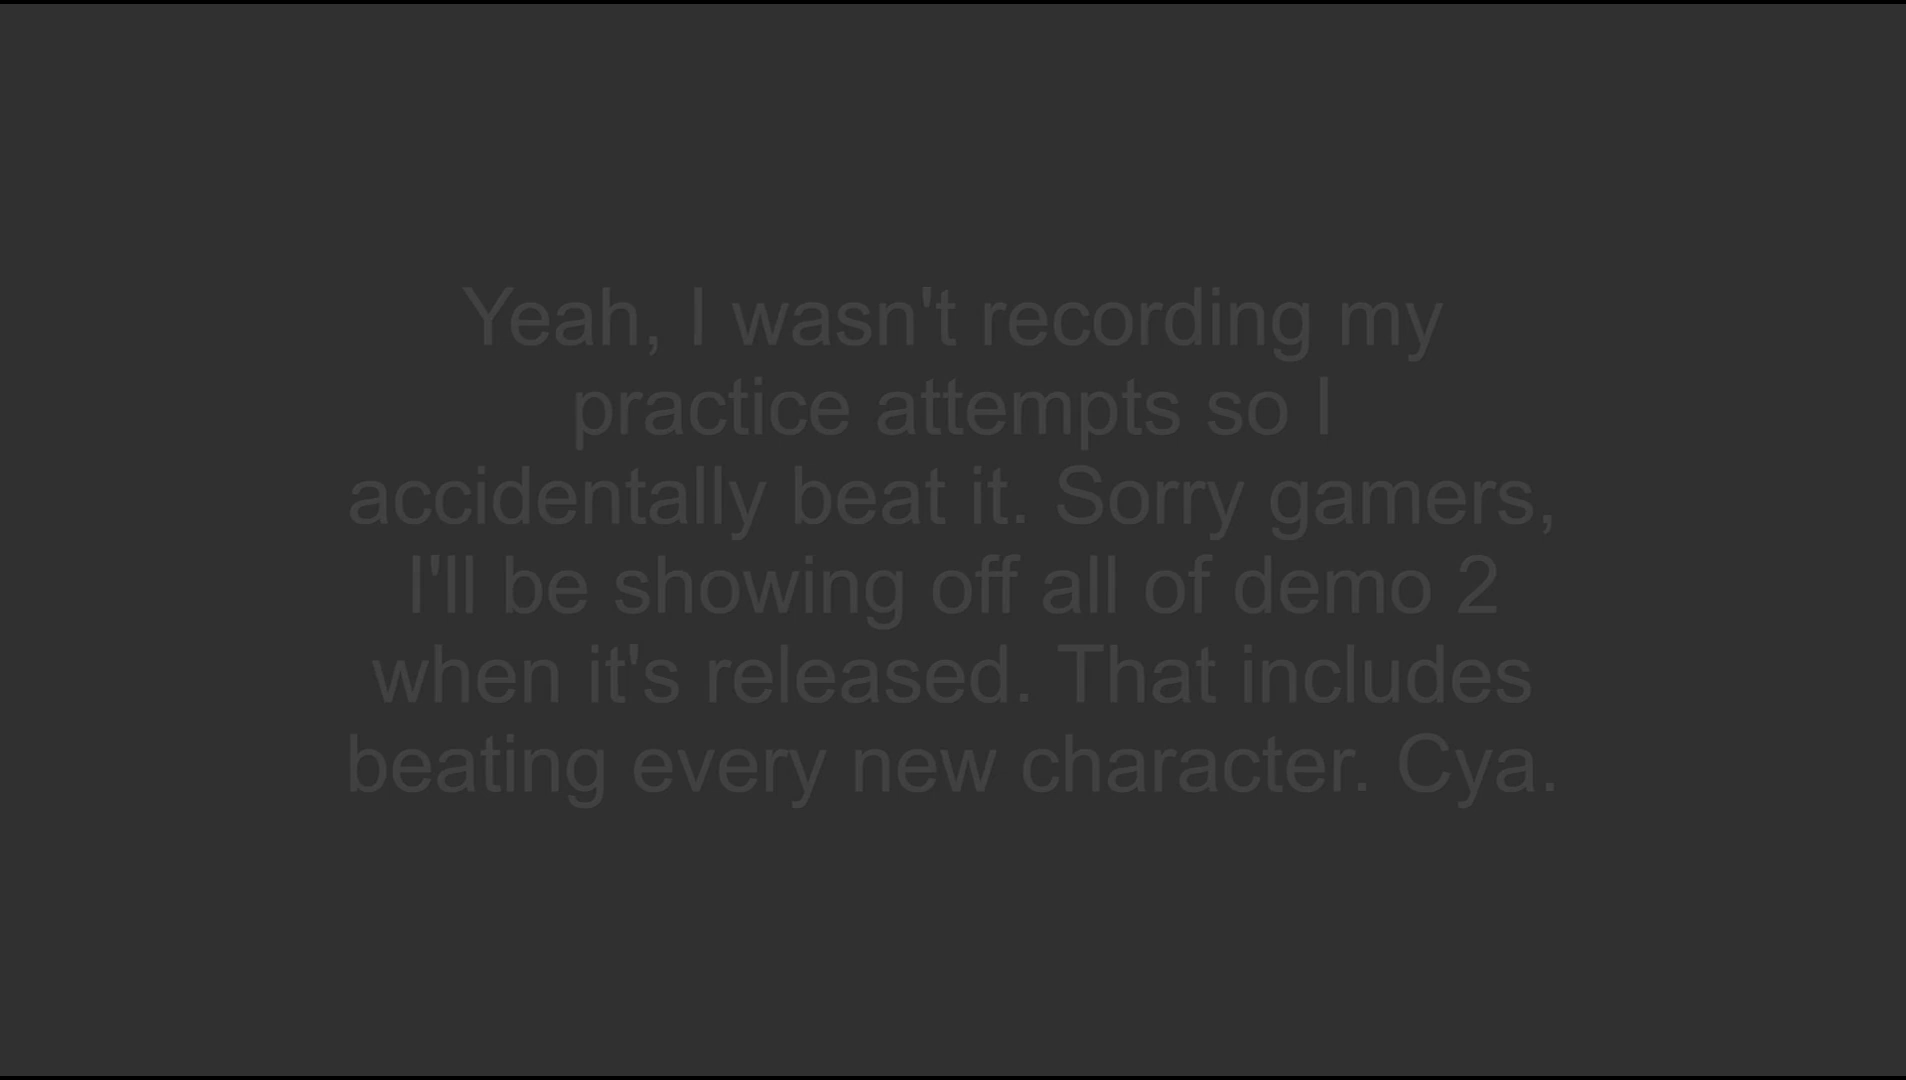 Yeah, I wasn't recording my
practice attempts so I
accidentally beat it. Sorry gamers,
I'll be showing off all of demo 2
when it's released. That includes
beating every new character. Cya.